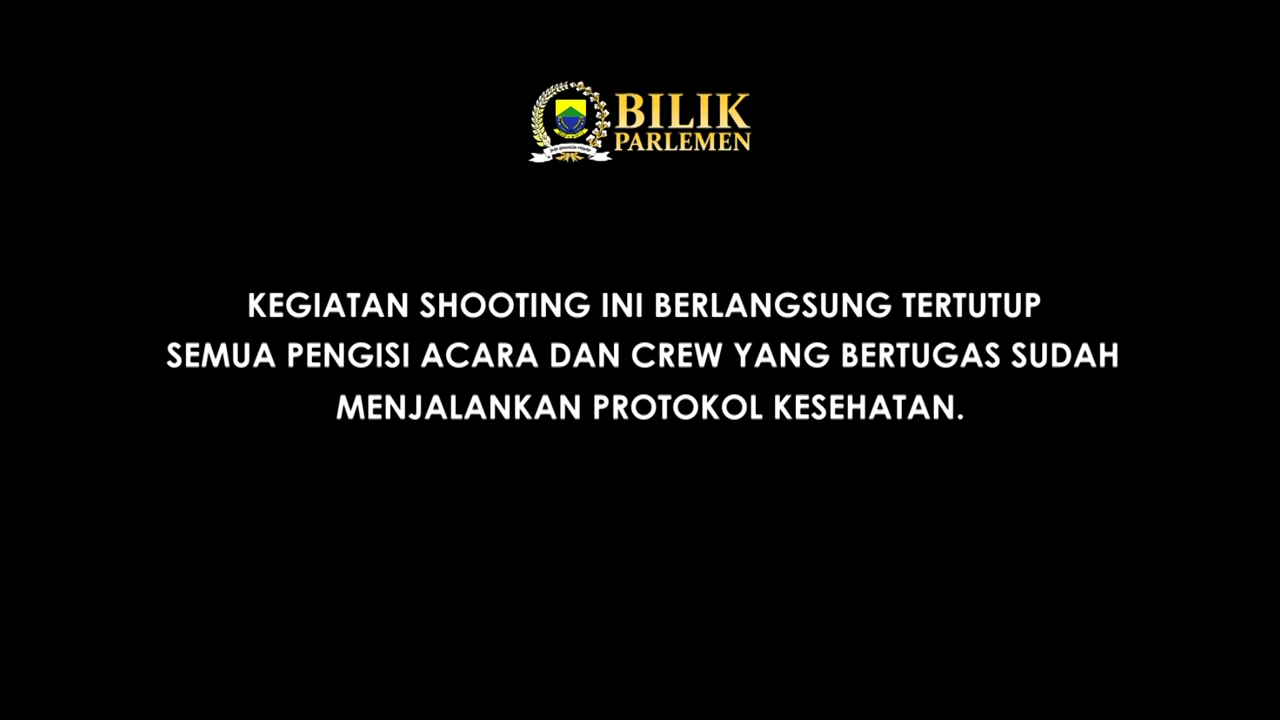 BILIK
PARLEMEN
KEGIATAN SHOOTING INI BERLANGSUNG TERTUTUP
SEMUA PENGISI ACARA DAN CREW YANG BERTUGAS SUDAH
MENJALANKAN PROTOKOL KESEHATAN.